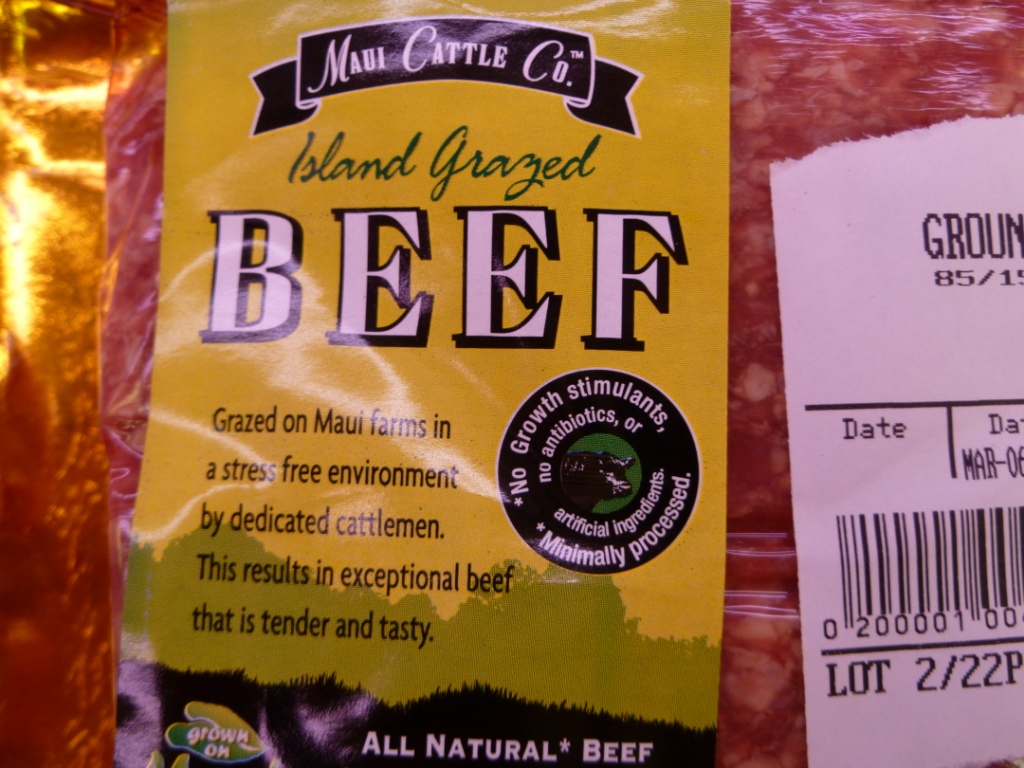 Maui Cattle Co.™
Island Grazed
BEEF
Grazed on Maui farms in
a stress free environment
by dedicated cattlemen.
This results in exceptional beef
that is tender and tasty.
*No Growth stimulants,
no antibiotics, or
artificial ingredients.
*Minimally processed.
grown
on
ALL NATURAL* BEEF
GROUN
85/15
Date
Da
MAR-06
0 200001 00
LOT 2/22P